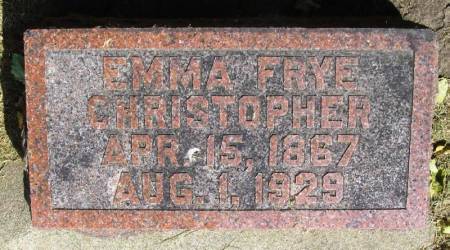 EMMA FRYE
CHRISTOPHER
APR. 15, 1867
AUG. 1, 1929